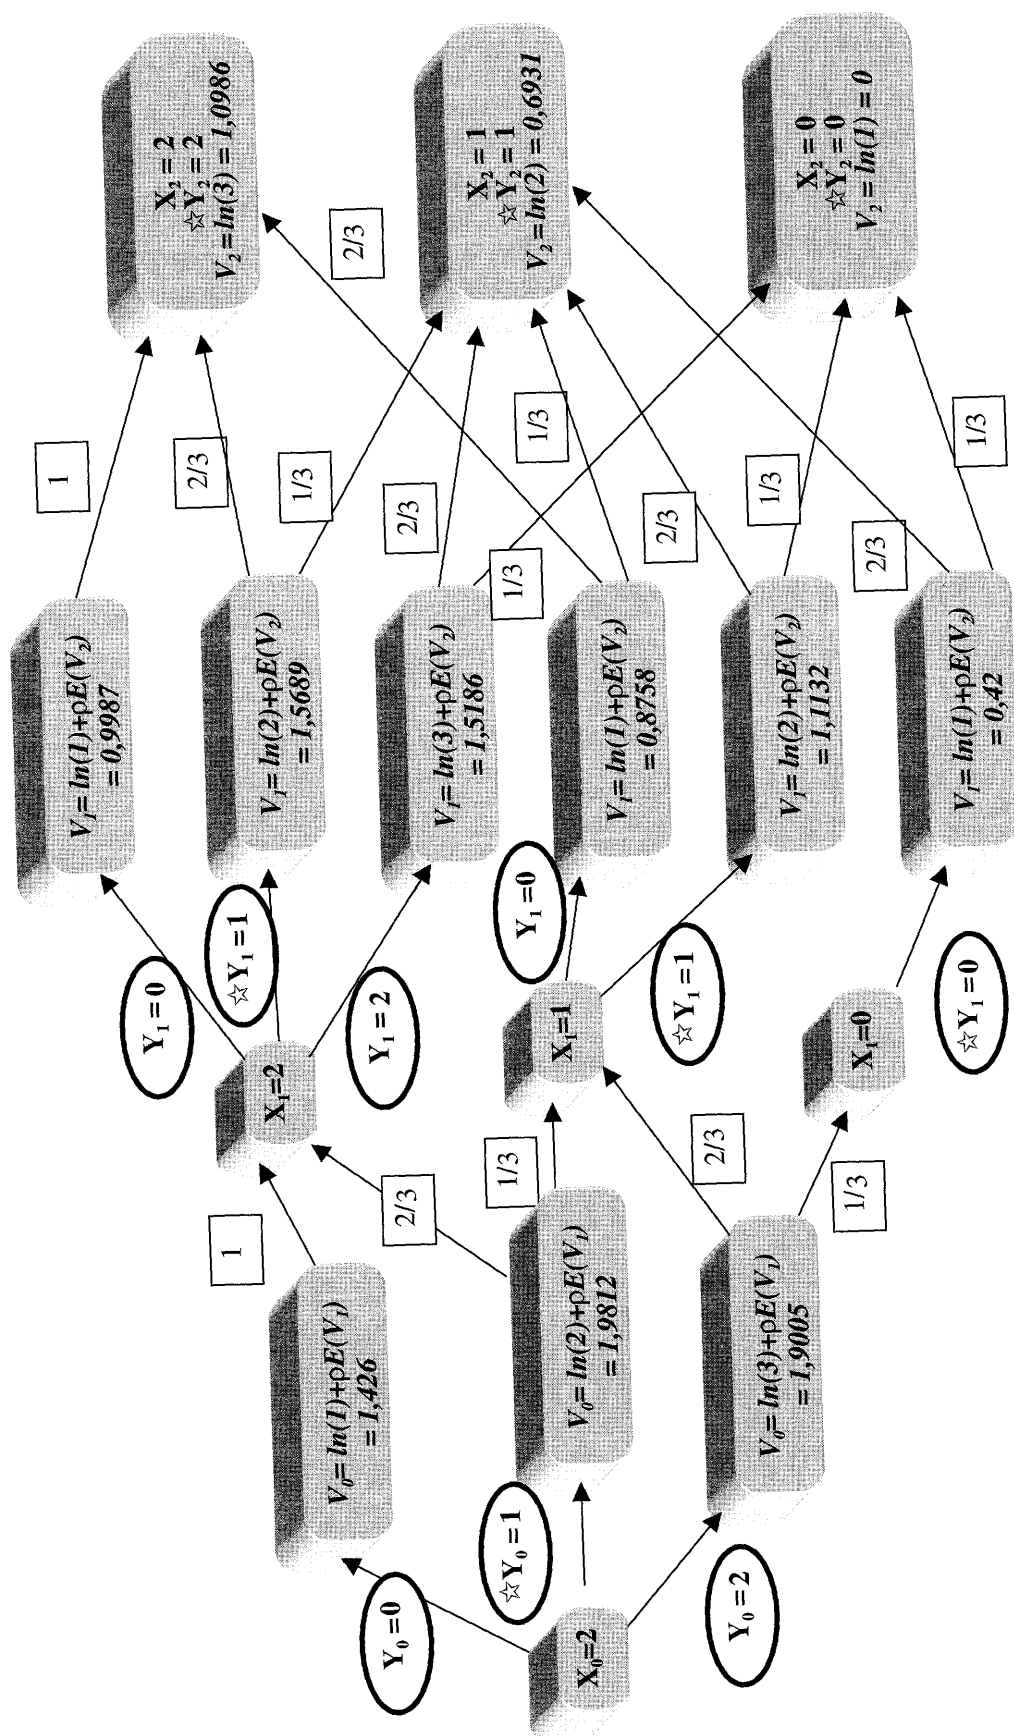 X₀=2
Y₀ =0
☆Y₀ =1
Y₀ =2
V₀= ln(1)+ρE(V₁)
= 1,426
V₀= ln(2)+ρE(V₁)
= 1,9812
V₀= ln(3)+ρE(V₁)
= 1,9005
1
2/3
1/3
2/3
1/3
X₁=2
X₁=1
X₁=0
Y₁ =0
☆Y₁ =1
Y₁ =2
Y₁ =0
☆Y₁ =1
☆Y₁ =0
V₁= ln(1)+ρE(V₂)
= 0,9987
V₁= ln(2)+ρE(V₂)
= 1,5689
V₁= ln(3)+ρE(V₂)
= 1,5186
V₁= ln(1)+ρE(V₂)
= 0,8758
V₁= ln(2)+ρE(V₂)
= 1,1132
V₁= ln(1)+ρE(V₂)
= 0,42
1
2/3
1/3
2/3
1/3
2/3
1/3
2/3
1/3
2/3
1/3
X₂ = 2
☆Y₂ = 2
V₂ = ln(3) = 1,0986
X₂ = 1
☆Y₂ = 1
V₂ = ln(2) = 0,6931
X₂ = 0
☆Y₂ = 0
V₂ = ln(1) = 0